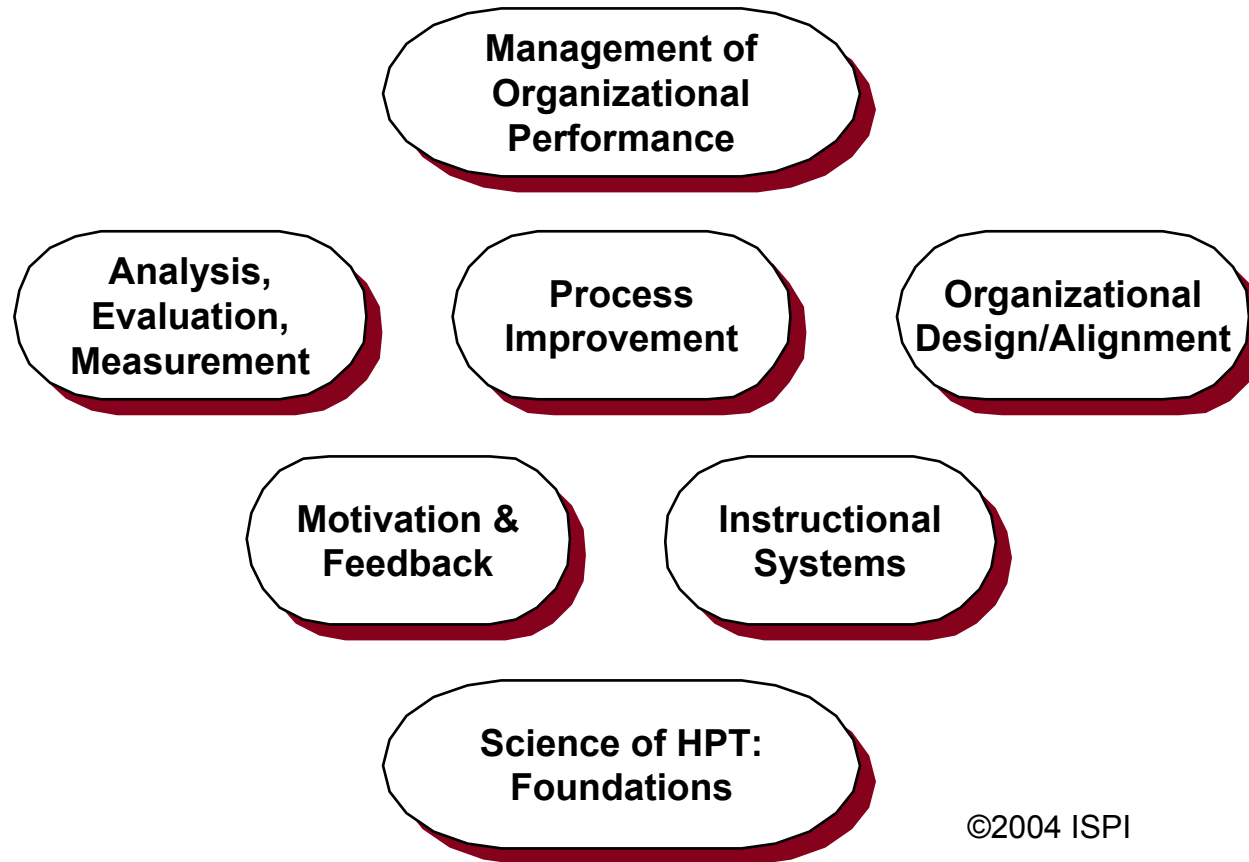 Management of
Organizational
Performance
Analysis,
Evaluation,
Measurement
Process
Improvement
Organizational
Design/Alignment
Motivation &
Feedback
Instructional
Systems
Science of HPT:
Foundations
©2004 ISPI